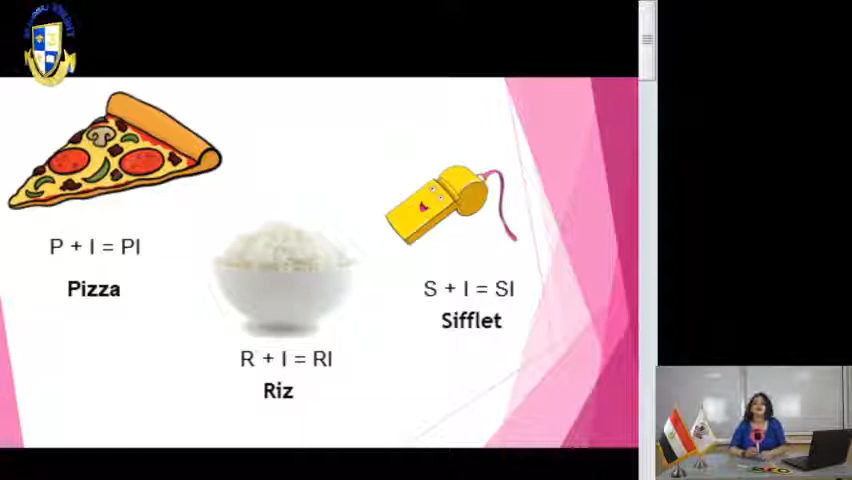 P + I = PI
Pizza
R + I = RI
Riz
S + I = SI
Sifflet